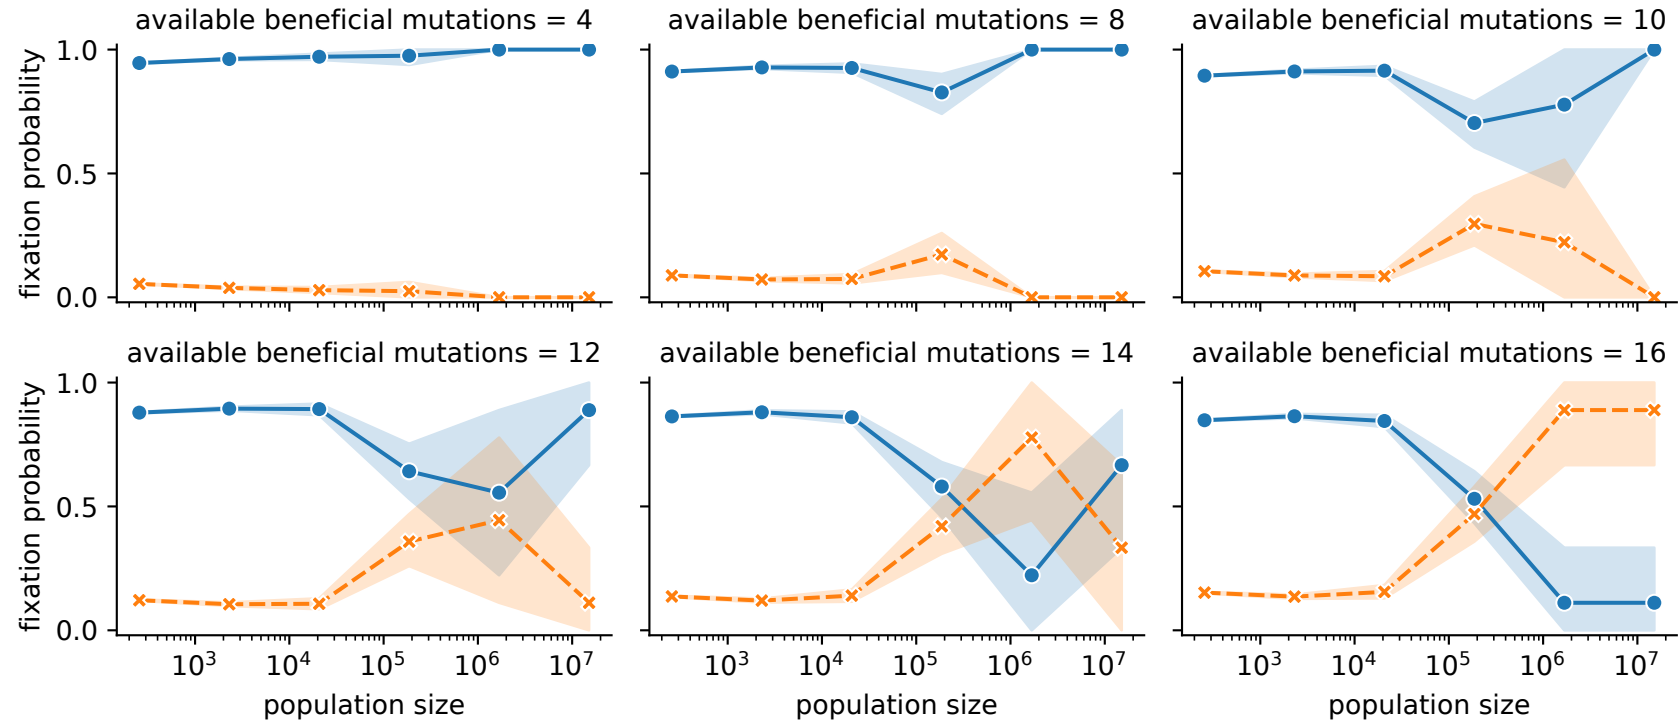 available beneficial mutations = 4
available beneficial mutations = 8
available beneficial mutations = 10
fixation probability
1.0
0.5
0.0
available beneficial mutations = 12
available beneficial mutations = 14
available beneficial mutations = 16
fixation probability
1.0
0.5
0.0
10³ 10⁴ 10⁵ 10⁶ 10⁷
10³ 10⁴ 10⁵ 10⁶ 10⁷
10³ 10⁴ 10⁵ 10⁶ 10⁷
population size
population size
population size